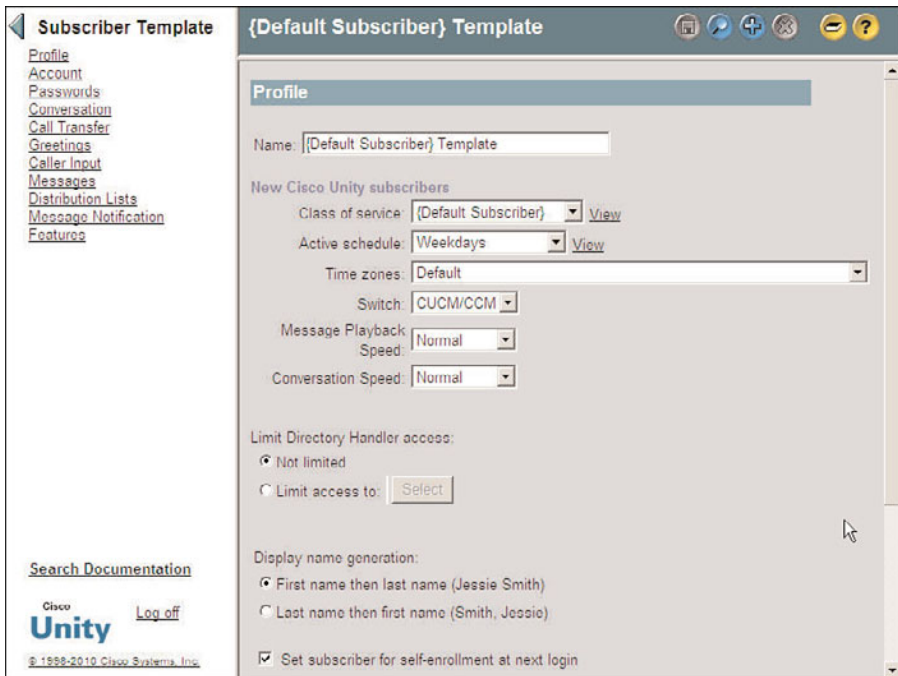 Subscriber Template
Profile
Account
Passwords
Conversation
Call Transfer
Greetings
Caller Input
Messages
Distribution Lists
Message Notification
Features
Search Documentation
Cisco
Unity
Log off
© 1998-2010 Cisco Systems, Inc.
{Default Subscriber} Template
?
Profile
Name: {Default Subscriber} Template
New Cisco Unity subscribers
Class of service: {Default Subscriber} View
Active schedule: Weekdays View
Time zones: Default
Switch: CUCM/CCM
Message Playback
Speed: Normal
Conversation Speed: Normal
Limit Directory Handler access:
Not limited
Limit access to: Select
Display name generation:
First name then last name (Jessie Smith)
Last name then first name (Smith, Jessie)
Set subscriber for self-enrollment at next login